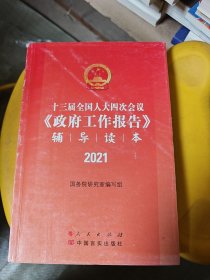 十三届全国人大四次会议
《政府工作报告》
辅导读本
2021
国务院研究室编写组
人民出版社
中国言实出版社